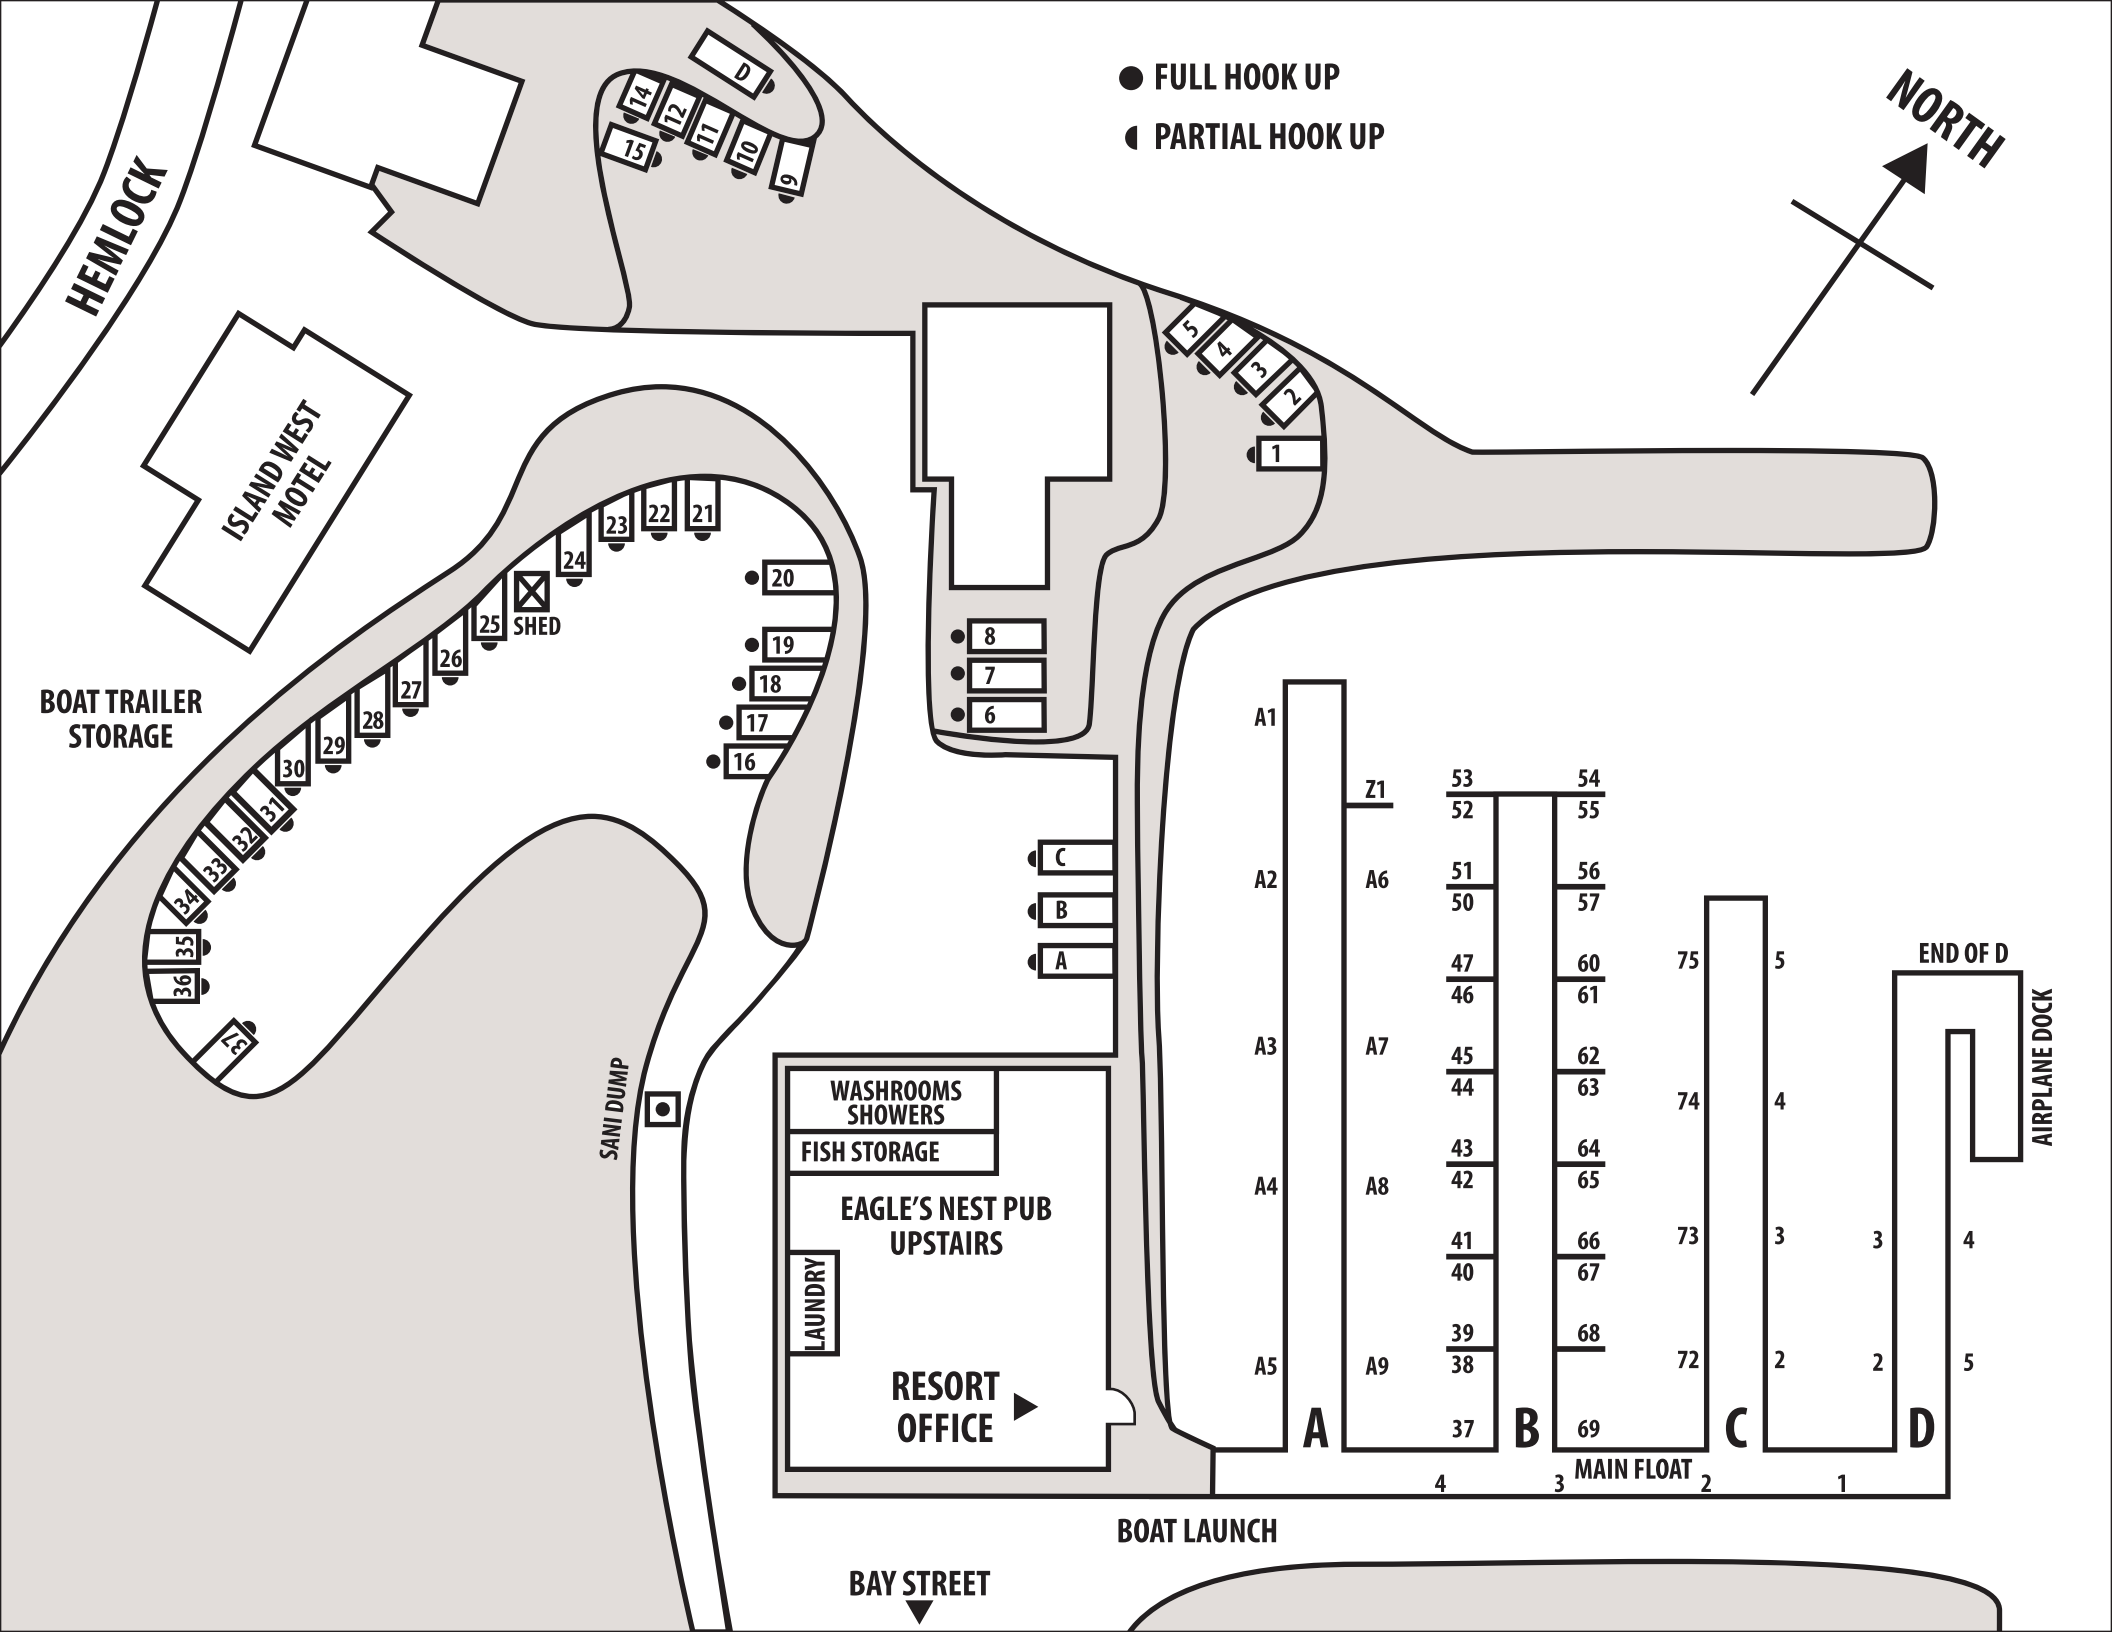 FULL HOOK UP
PARTIAL HOOK UP
NORTH
HEMLOCK
D
14
12
11
10
9
15
5
4
3
2
1
ISLAND WEST
MOTEL
21
22
23
24
25
SHED
26
27
28
29
30
31
32
33
34
35
36
37
20
19
18
17
16
8
7
6
BOAT TRAILER
STORAGE
C
B
A
SANI DUMP
WASHROOMS
SHOWERS
FISH STORAGE
EAGLE'S NEST PUB
UPSTAIRS
LAUNDRY
RESORT
OFFICE
A1
A2
A3
A4
A5
Z1
A6
A7
A8
A9
A
53
52
51
50
47
46
45
44
43
42
41
40
39
38
37
B
54
55
56
57
60
61
62
63
64
65
66
67
68
69
75
74
73
72
C
5
4
3
2
END OF D
AIRPLANE DOCK
3
2
D
4
5
MAIN FLOAT
4
3
2
1
BOAT LAUNCH
BAY STREET